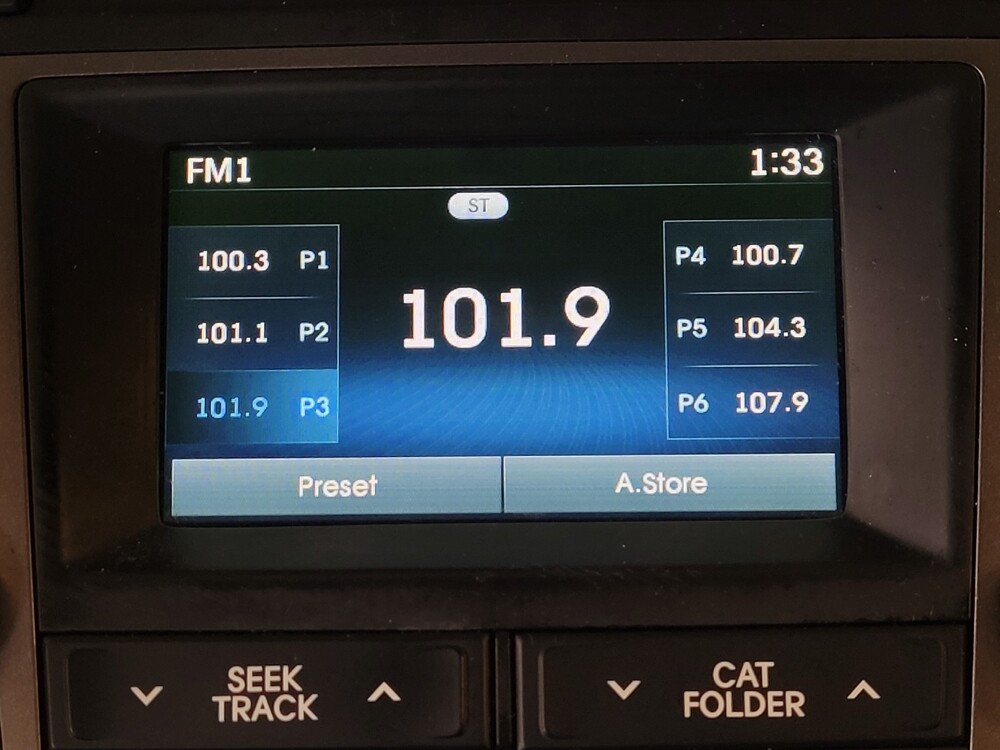 FM1 1:33
ST
100.3 P1
101.1 P2
101.9 P3
101.9
P4 100.7
P5 104.3
P6 107.9
Preset A.Store
SEEK
TRACK
CAT
FOLDER